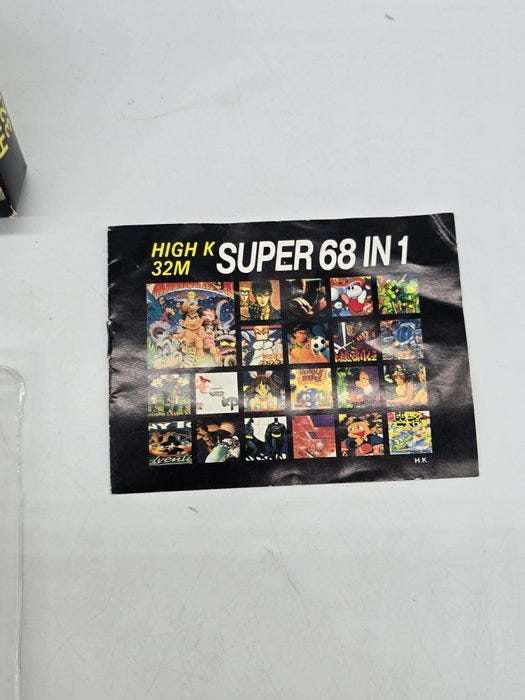 HIGH K
32M
SUPER 68 IN 1
H.K.